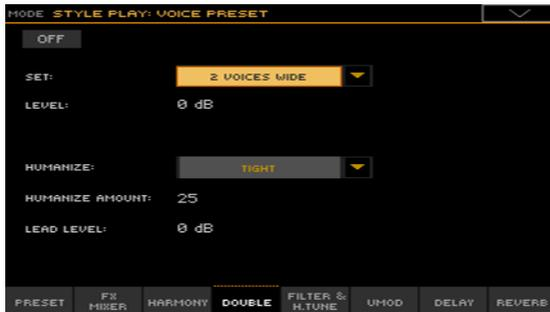 MODE STYLE PLAY: VOICE PRESET
OFF
SET: 2 VOICES WIDE
LEVEL: 0 dB
HUMANIZE: TIGHT
HUMANIZE AMOUNT: 25
LEAD LEVEL: 0 dB
PRESET FX MIXER HARMONY DOUBLE FILTER & H.TUNE UMOD DELAY REVERB